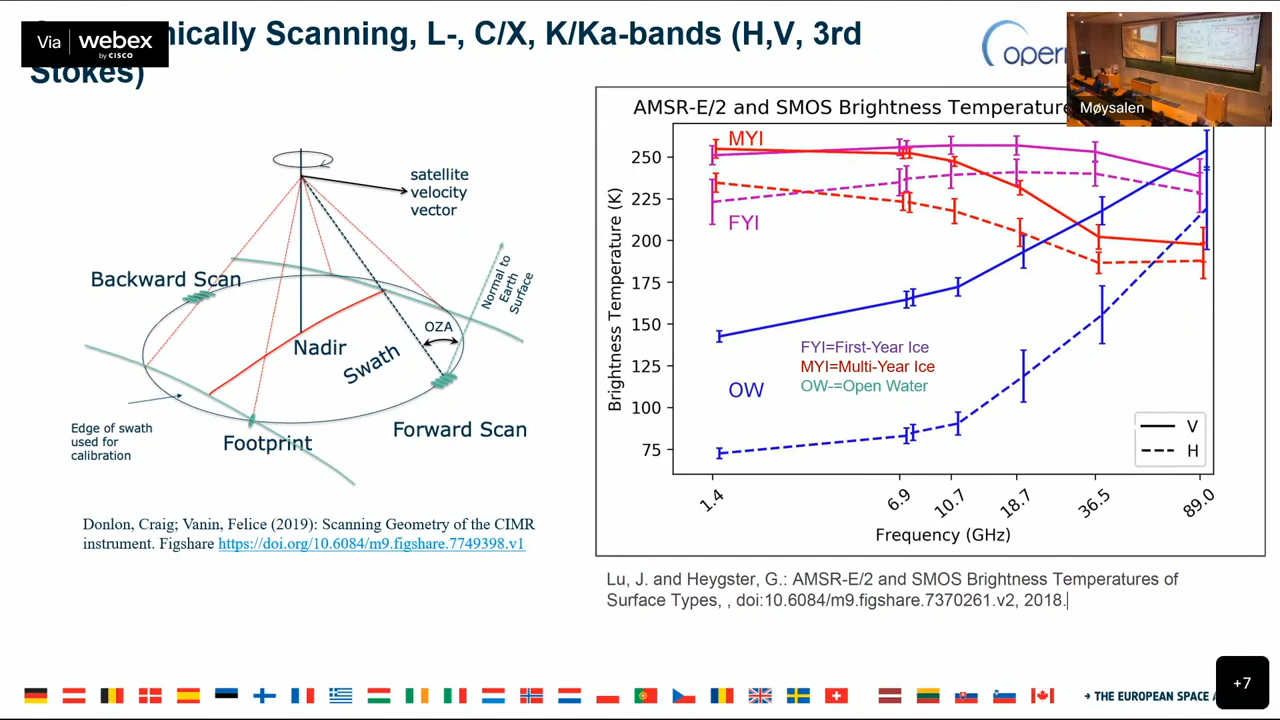 Via webex
by CISCO
nically Scanning, L-, C/X, K/Ka-bands (H,V, 3rd
Stokes)
opern
Møysalen
satellite
velocity
vector
Backward Scan
Normal to
Earth
Surface
OZA
Nadir
Swath
Edge of swath
used for
calibration
Footprint
Forward Scan
Donlon, Craig; Vanin, Felice (2019): Scanning Geometry of the CIMR
instrument. Figshare https://doi.org/10.6084/m9.figshare.7749398.v1
AMSR-E/2 and SMOS Brightness Temperature
MYI
FYI
OW
FYI=First-Year Ice
MYI=Multi-Year Ice
OW-=Open Water
V
H
Brightness Temperature (K)
250
225
200
175
150
125
100
75
1.4
6.9
10.7
18.7
36.5
89.0
Frequency (GHz)
Lu, J. and Heygster, G.: AMSR-E/2 and SMOS Brightness Temperatures of
Surface Types, , doi:10.6084/m9.figshare.7370261.v2, 2018.
→ THE EUROPEAN SPACE
+7